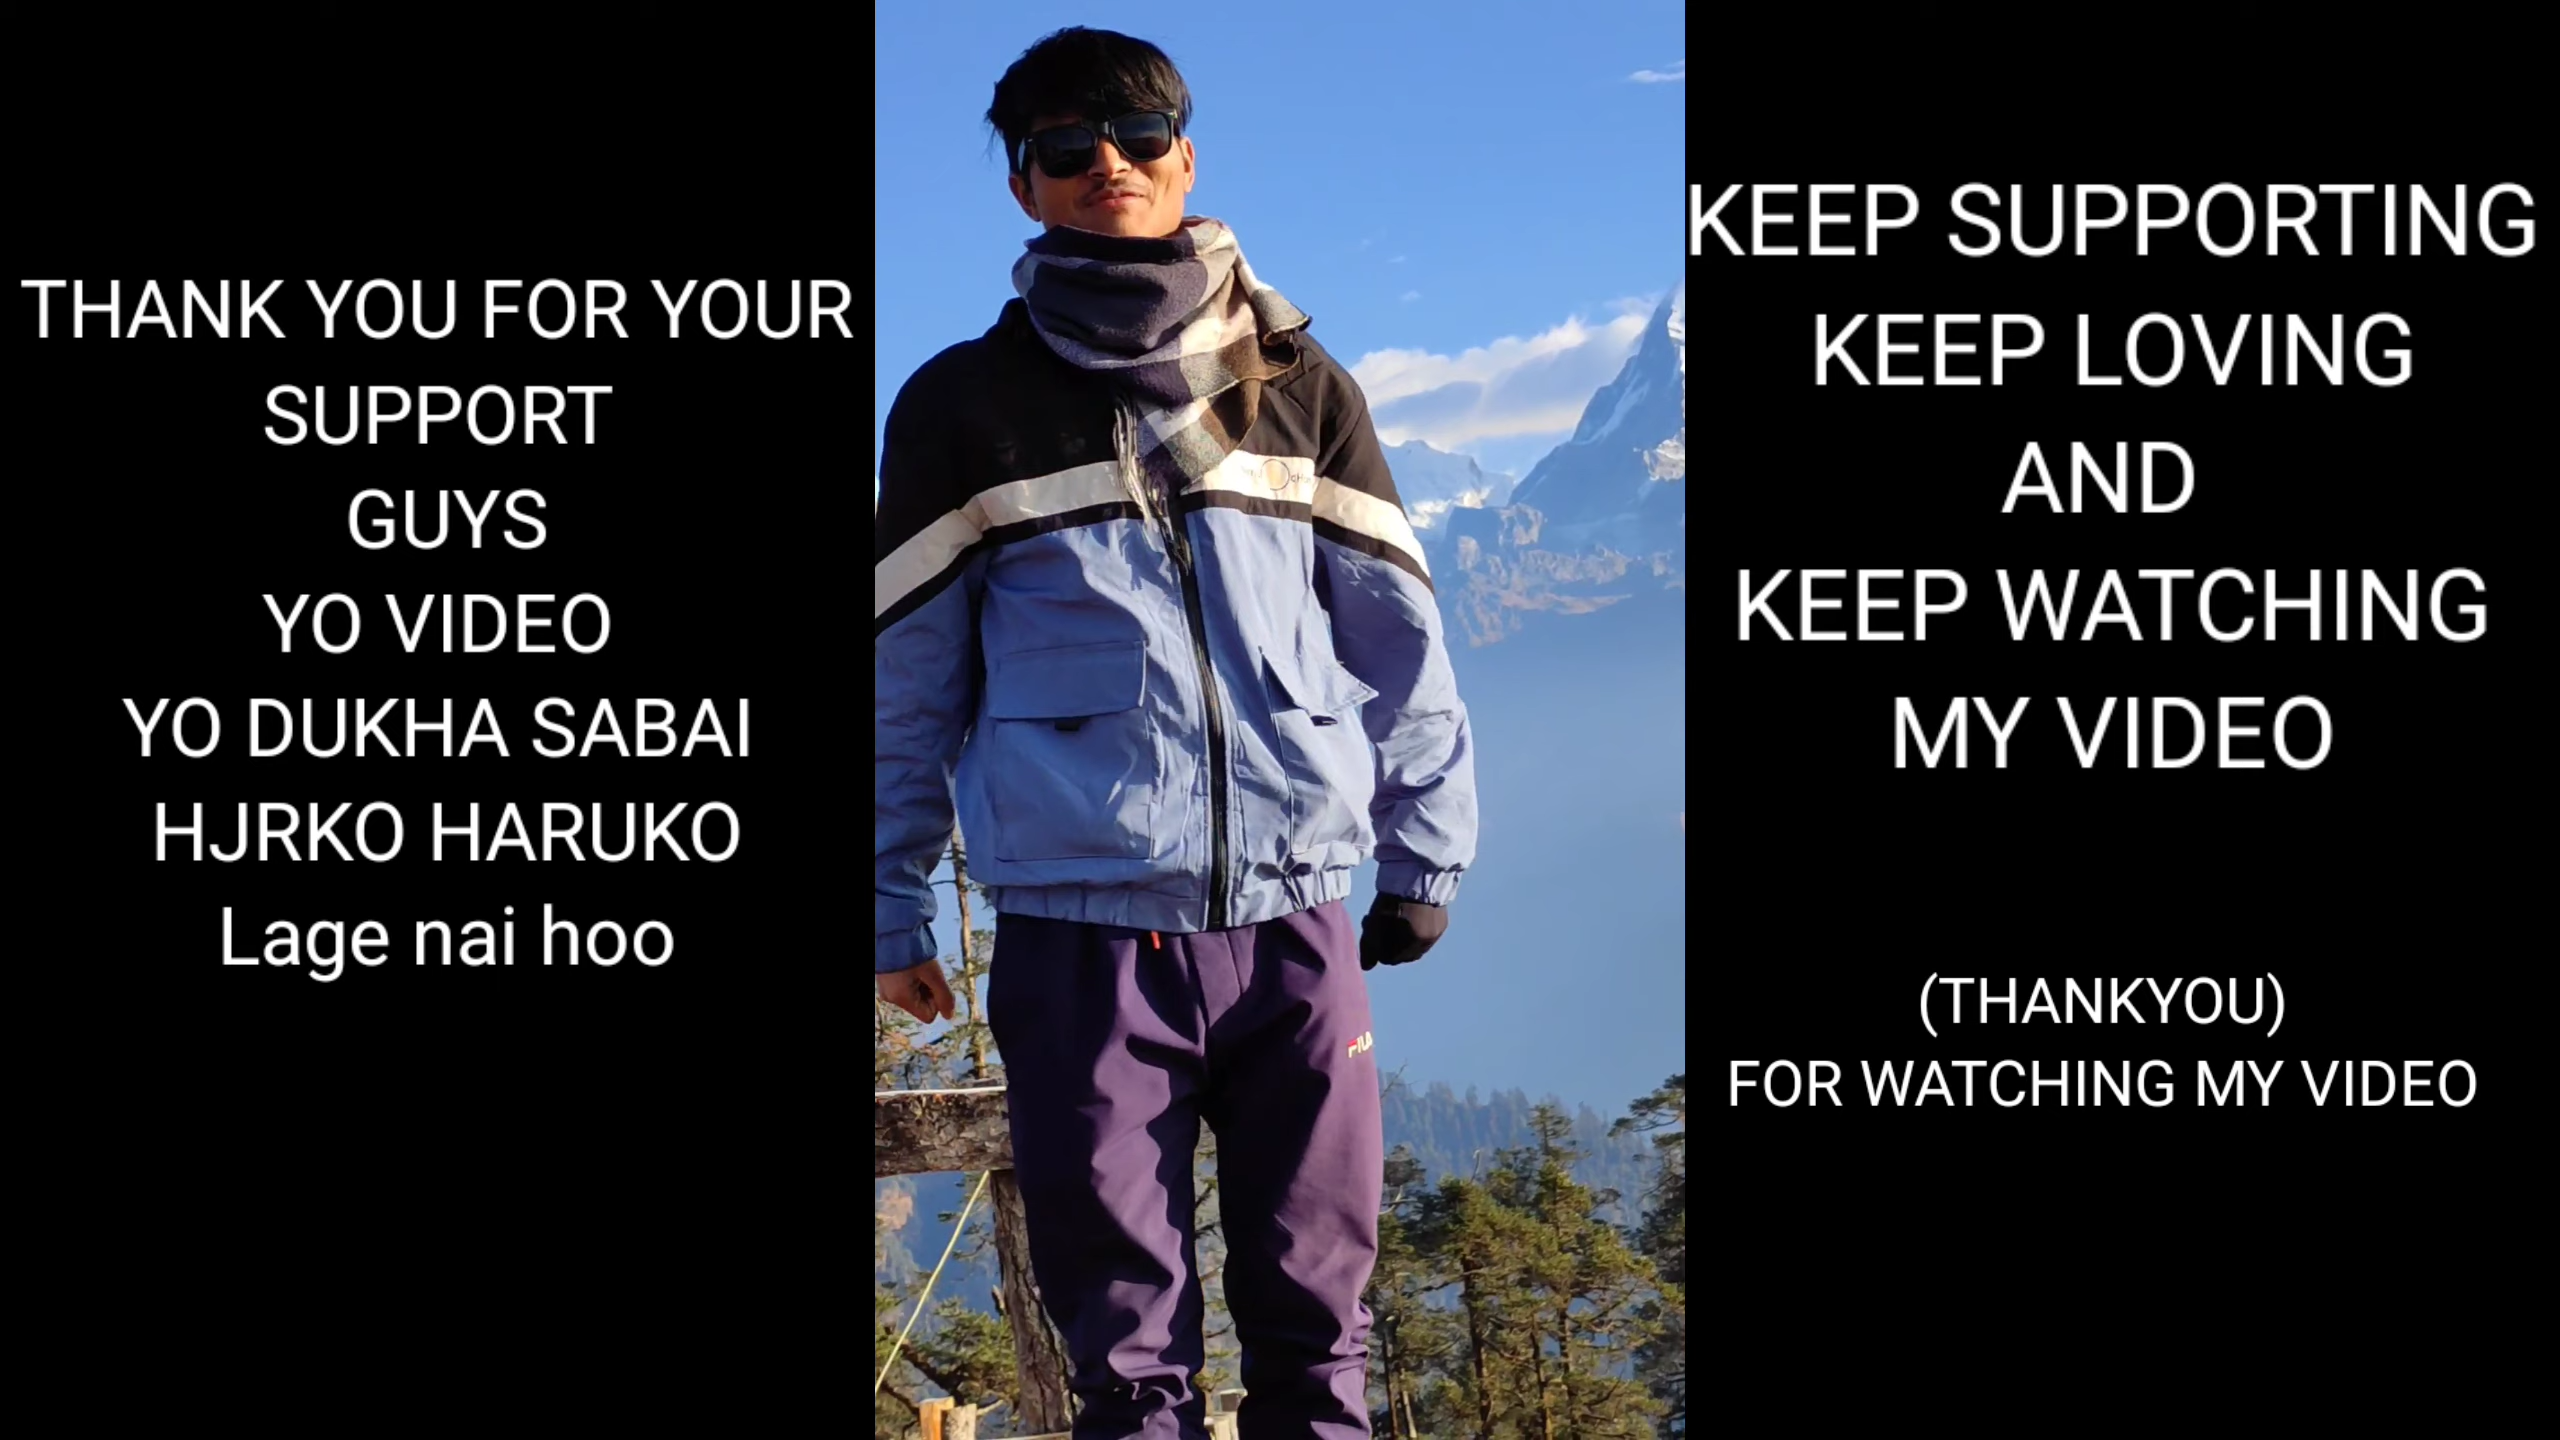 THANK YOU FOR YOUR
SUPPORT
GUYS
YO VIDEO
YO DUKHA SABAI
HJRKO HARUKO
Lage nai hoo
KEEP SUPPORTING
KEEP LOVING
AND
KEEP WATCHING
MY VIDEO
(THANKYOU)
FOR WATCHING MY VIDEO
FILA